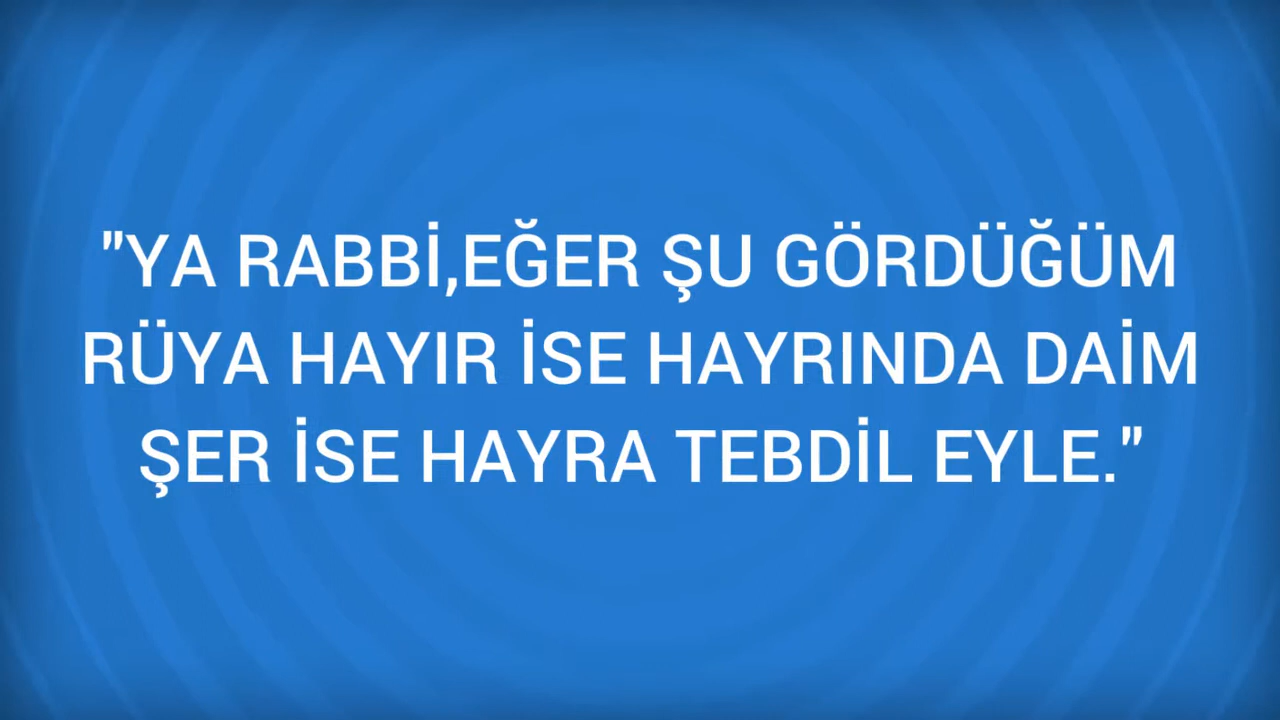 "YA RABBİ,EĞER ŞU GÖRDÜĞÜM
RÜYA HAYIR İSE HAYRINDA DAİM
ŞER İSE HAYRA TEBDİL EYLE."